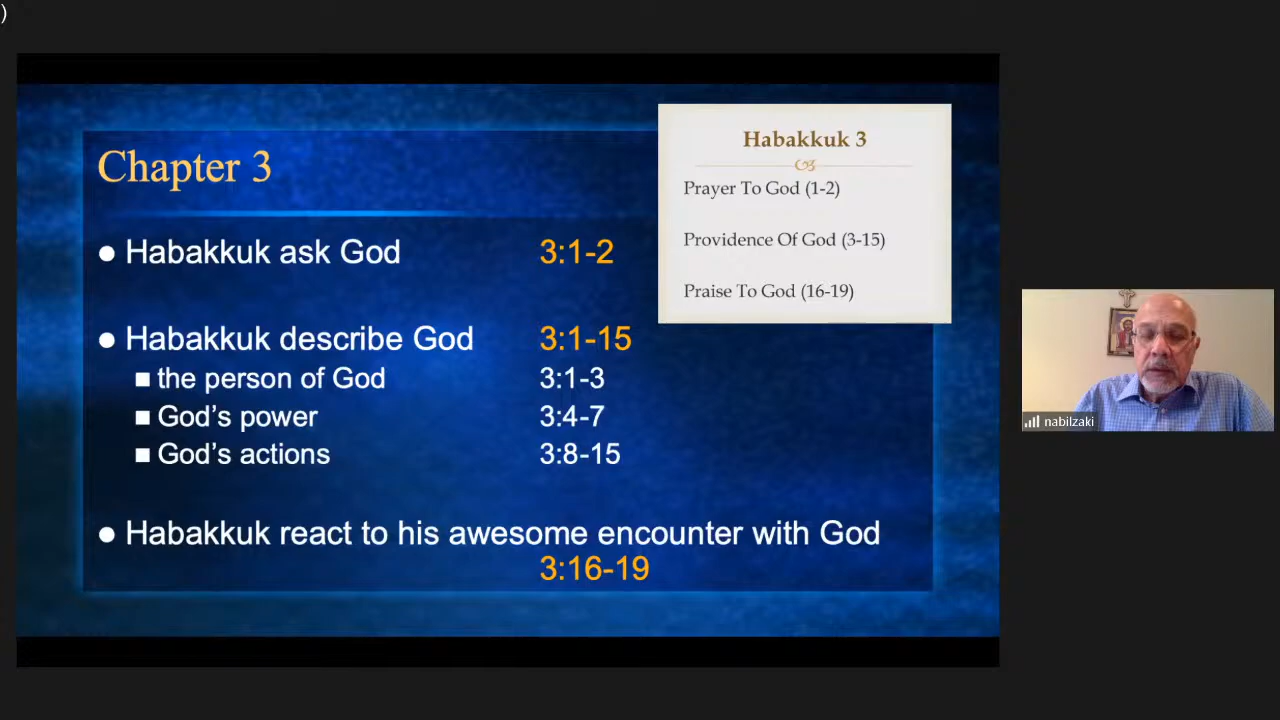 )
Chapter 3
● Habakkuk ask God 3:1-2
● Habakkuk describe God 3:1-15
■ the person of God 3:1-3
■ God’s power 3:4-7
■ God’s actions 3:8-15
● Habakkuk react to his awesome encounter with God
3:16-19
Habakkuk 3
Prayer To God (1-2)
Providence Of God (3-15)
Praise To God (16-19)
nabilzaki